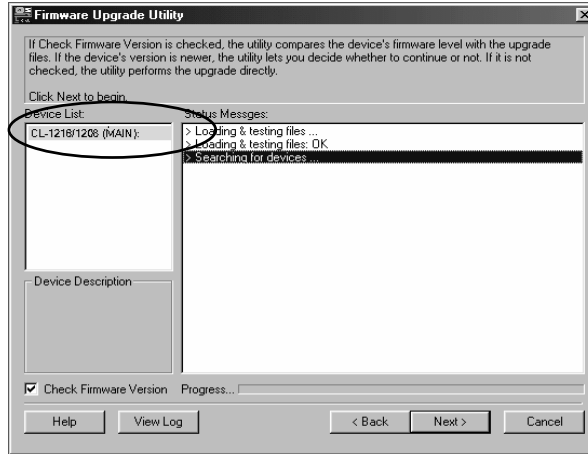 Firmware Upgrade Utility
If Check Firmware Version is checked, the utility compares the device's firmware level with the upgrade
files. If the device's version is newer, the utility lets you decide whether to continue or not. If it is not
checked, the utility performs the upgrade directly.
Click Next to begin.
Device List:
CL-1216/1208 (MAIN):
Status Messges:
> Loading & testing files ...
> Loading & testing files: OK
> Searching for devices ...
Device Description
Check Firmware Version
Progress...
Help
View Log
< Back
Next >
Cancel